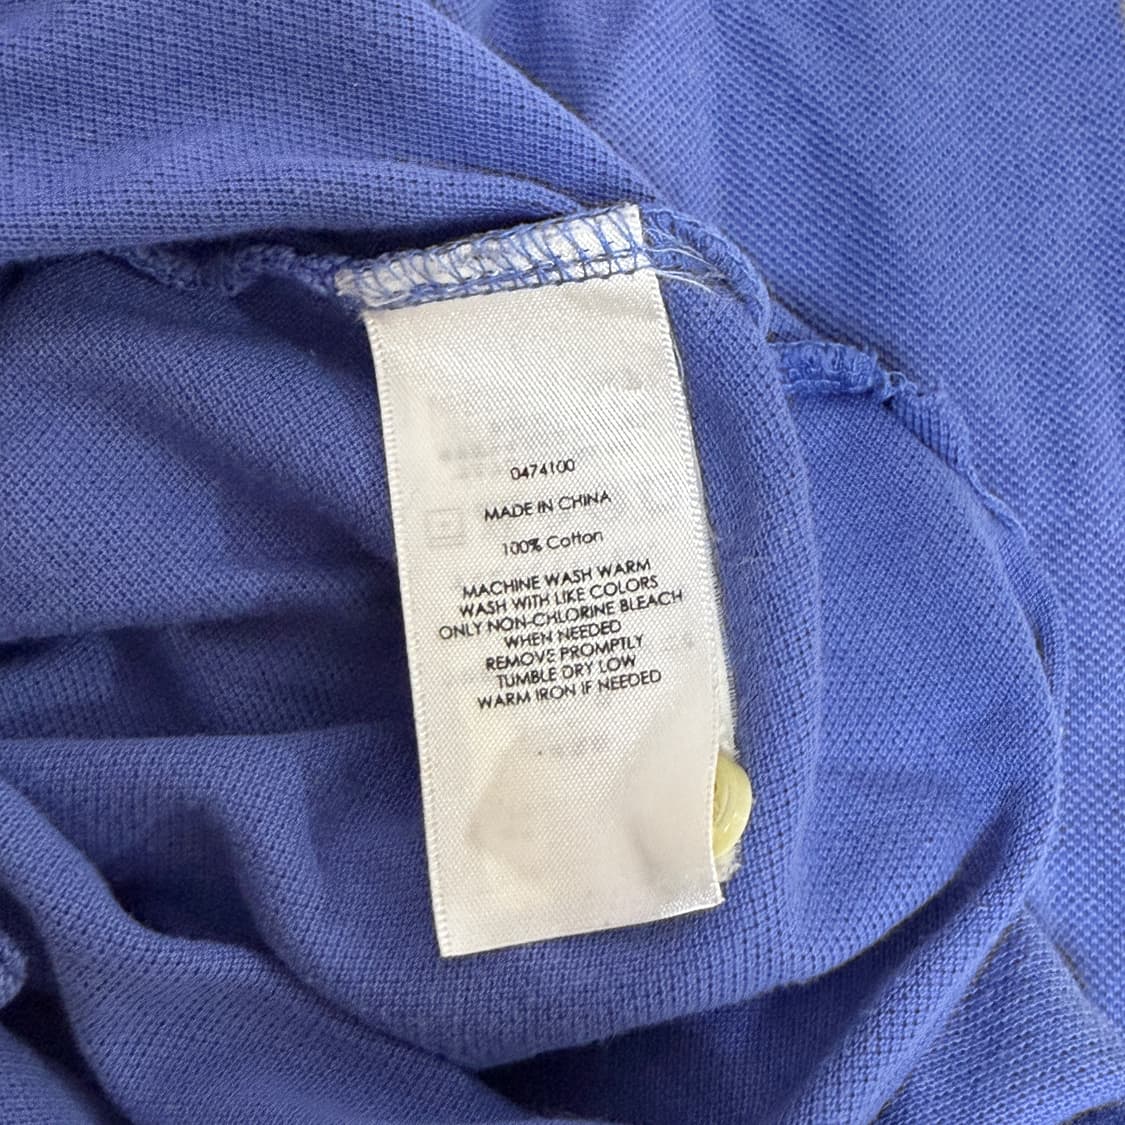 0474100
MADE IN CHINA
100% Cotton
MACHINE WASH WARM
WASH WITH LIKE COLORS
ONLY NON-CHLORINE BLEACH
WHEN NEEDED
REMOVE PROMPTLY
TUMBLE DRY LOW
WARM IRON IF NEEDED